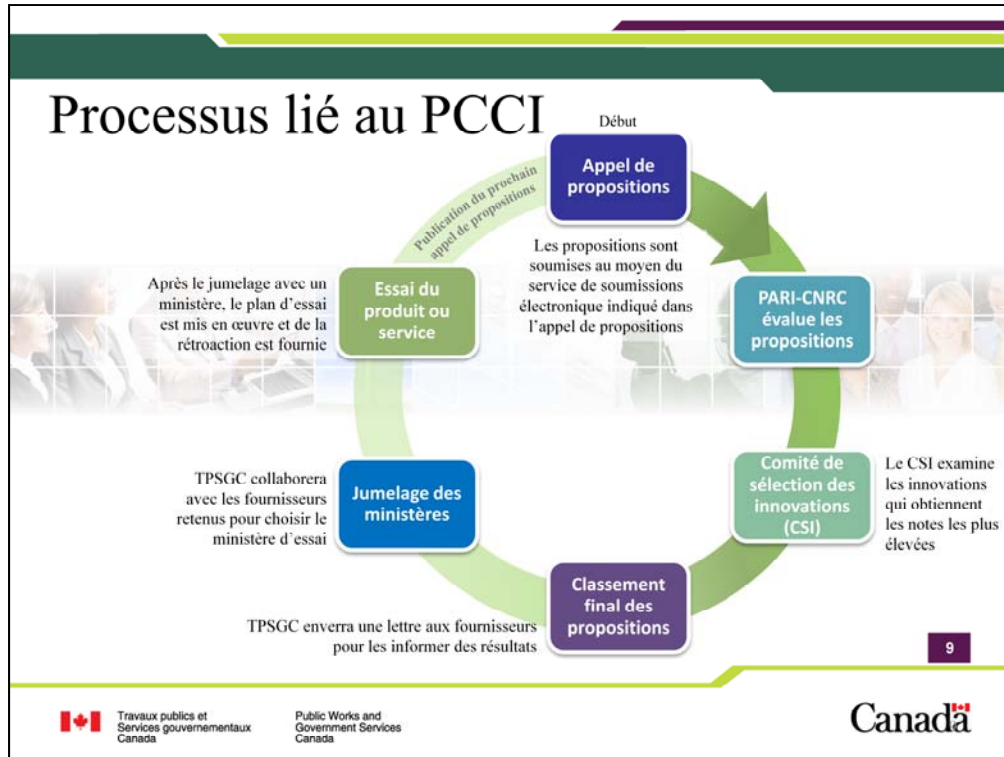 Processus lié au PCCI
Début
Appel de
propositions
Les propositions sont
soumises au moyen du
service de soumissions
électronique indiqué dans
l’appel de propositions
PARI-CNRC
évalue les
propositions
Comité de
sélection des
innovations
(CSI)
Le CSI examine
les innovations
qui obtiennent
les notes les plus
élevées
Classement
final des
propositions
TPSGC enverra une lettre aux fournisseurs
pour les informer des résultats
Jumelage des
ministères
TPSGC collaborera
avec les fournisseurs
retenus pour choisir le
ministère d’essai
Essai du
produit ou
service
Après le jumelage avec un
ministère, le plan d’essai
est mis en œuvre et de la
rétroaction est fournie
Publication du prochain
appel de propositions
9
Travaux publics et
Services gouvernementaux
Canada
Public Works and
Government Services
Canada
Canada